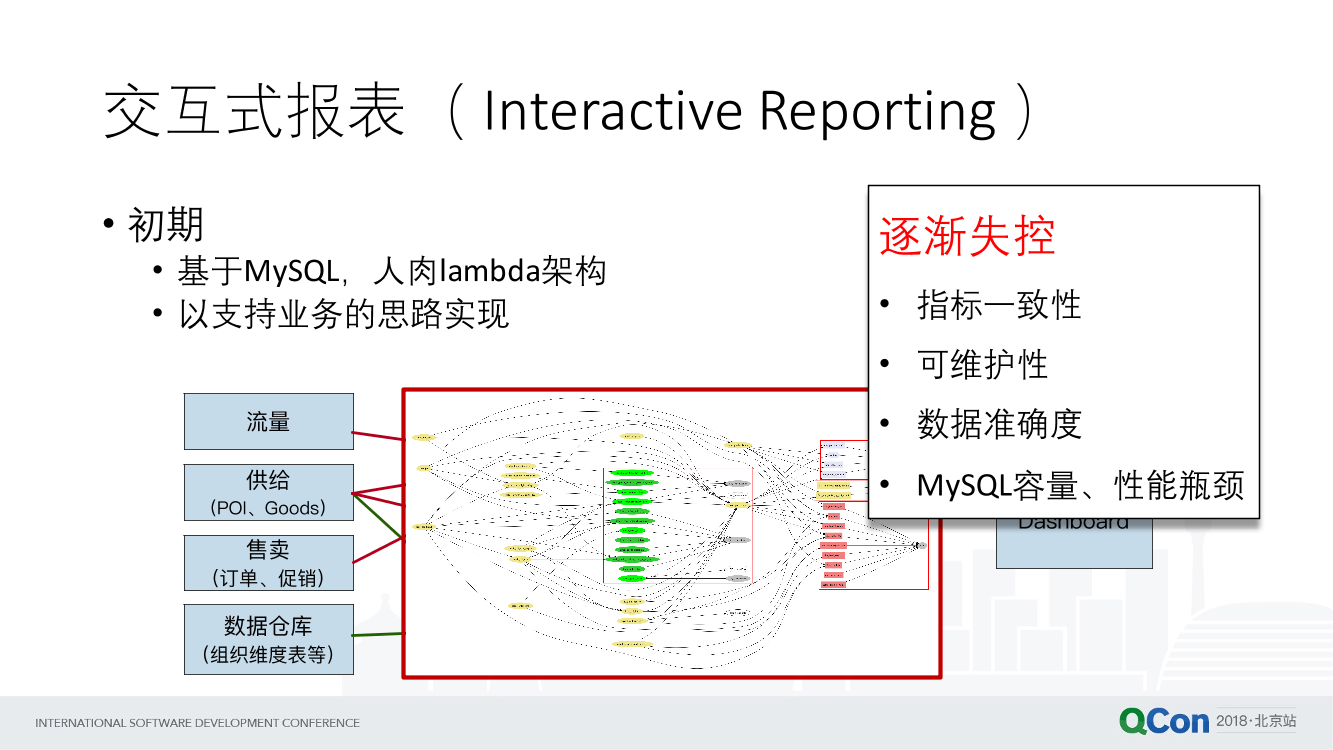 交互式报表（Interactive Reporting）
• 初期
• 基于MySQL，人肉lambda架构
• 以支持业务的思路实现
逐渐失控
• 指标一致性
• 可维护性
• 数据准确度
• MySQL容量、性能瓶颈
流量
供给
（POI、Goods）
售卖
（订单、促销）
数据仓库
（组织维度表等）
Dashboard
INTERNATIONAL SOFTWARE DEVELOPMENT CONFERENCE
QCon 2018·北京站